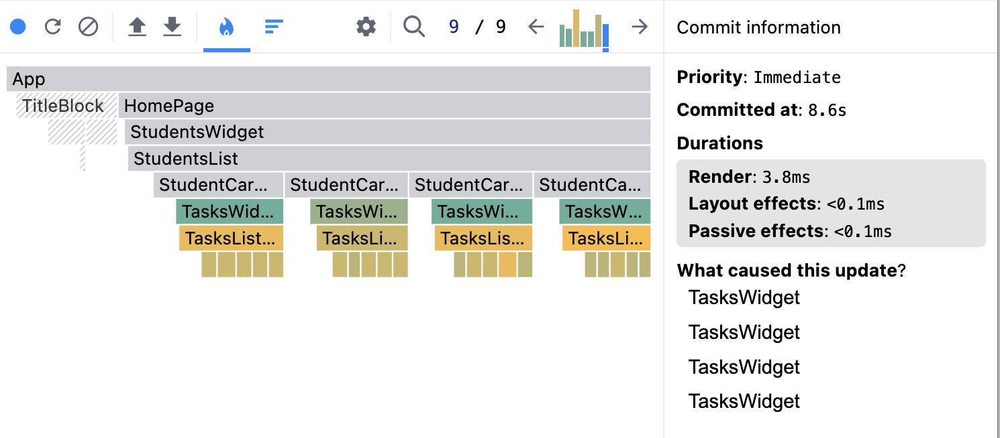 9 / 9
Commit information
App
TitleBlock HomePage
StudentsWidget
StudentsList
StudentCar... StudentCar... StudentCar... StudentCa...
TasksWid... TasksWi... TasksWi... TasksW...
TasksList... TasksLi... TasksLis... TasksLi...
Priority: Immediate
Committed at: 8.6s
Durations
Render: 3.8ms
Layout effects: <0.1ms
Passive effects: <0.1ms
What caused this update?
TasksWidget
TasksWidget
TasksWidget
TasksWidget